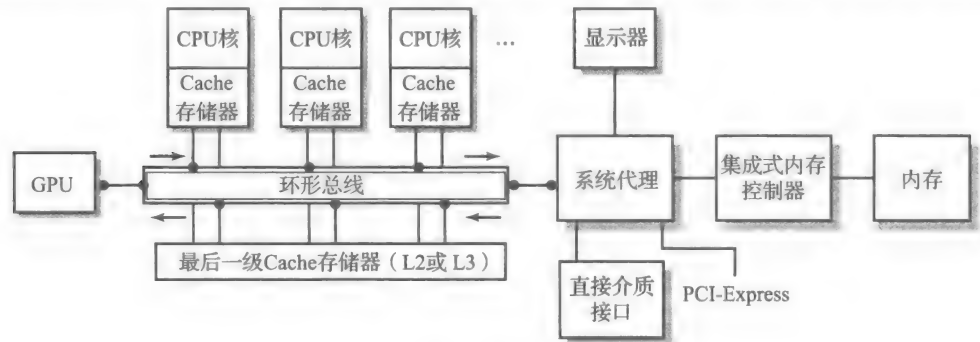 CPU核
CPU核
CPU核
...
显示器
Cache
存储器
Cache
存储器
Cache
存储器
GPU
环形总线
系统代理
集成式内存
控制器
内存
最后一级Cache存储器(L2或 L3)
直接介质
接口
PCI-Express